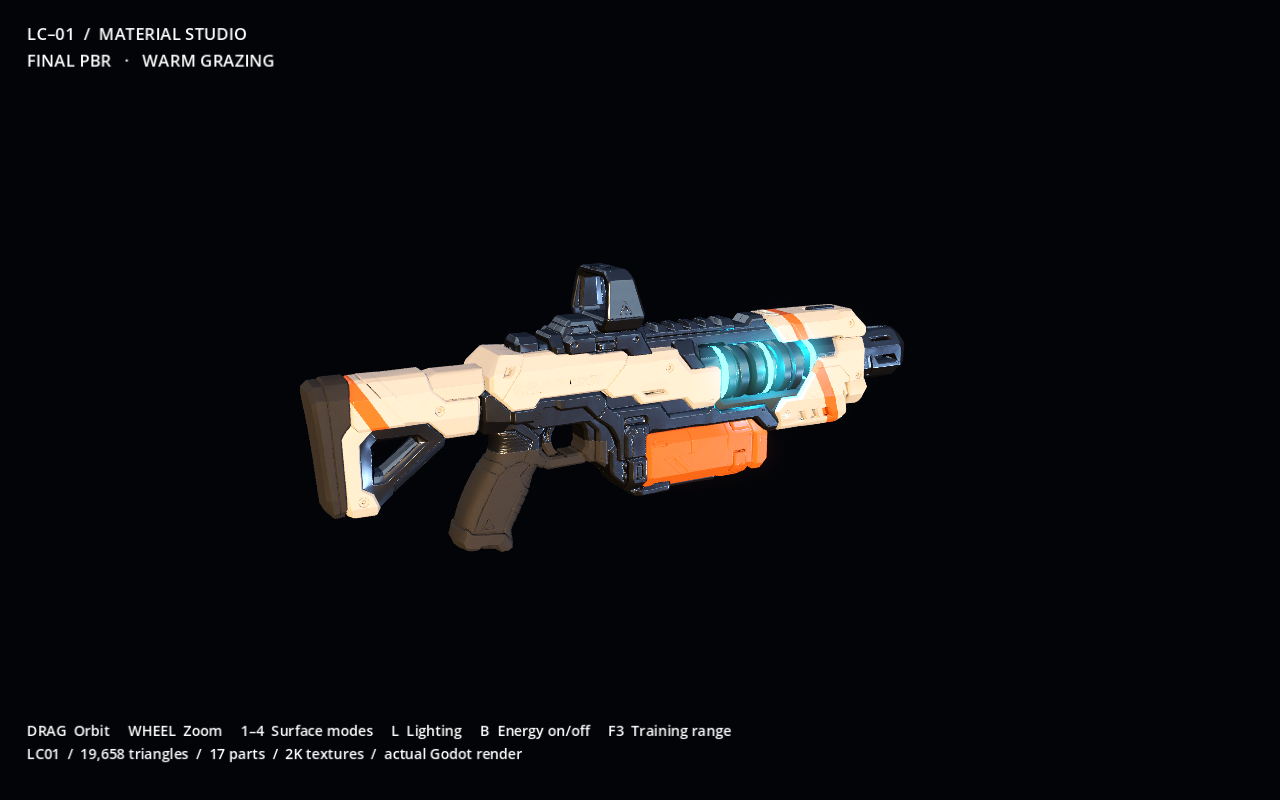 LC–01 / MATERIAL STUDIO
FINAL PBR · WARM GRAZING
DRAG Orbit WHEEL Zoom 1–4 Surface modes L Lighting B Energy on/off F3 Training range
LC01 / 19,658 triangles / 17 parts / 2K textures / actual Godot render